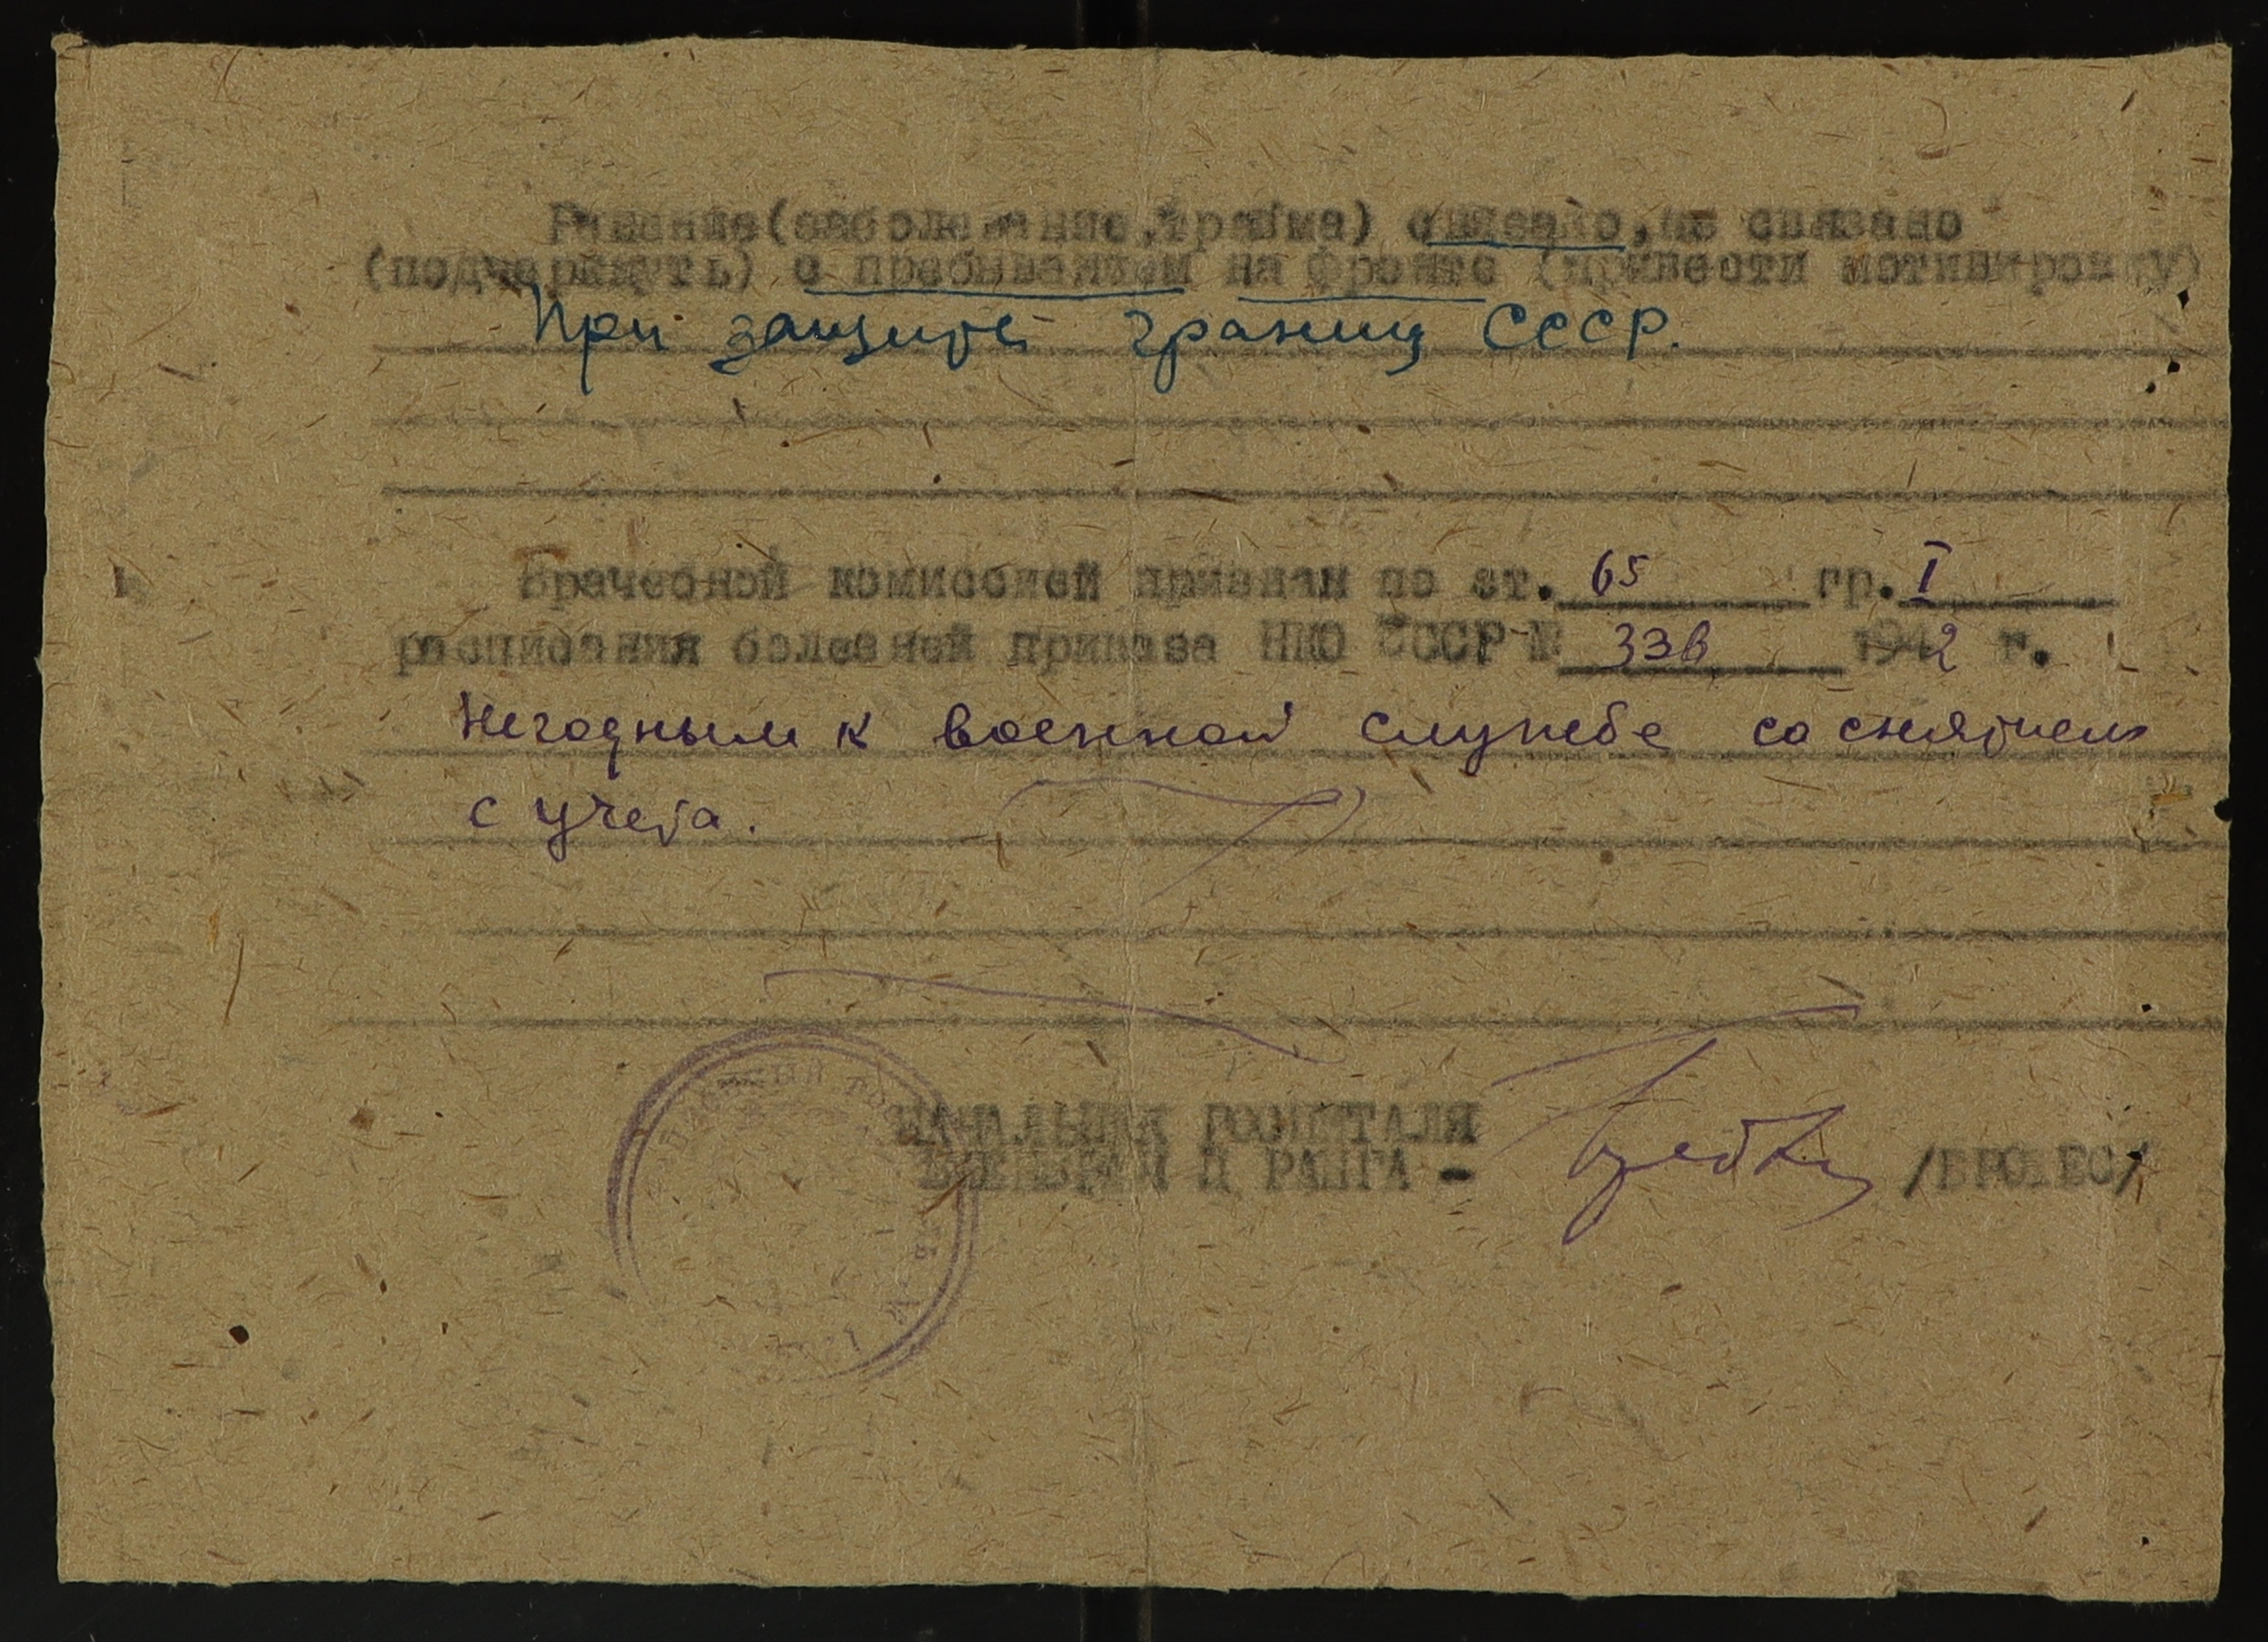 Ранение(заболевание,травма) связано,не связано
(подчеркнуть) с пребыванием на фронте (привести мотивировку)
При защите границ СССР.
Врачебной комиссией признан по ст. 65 гр. I
расписания болезней приказа НКО СССР № 336 1942 г.
Негодным к военной службе со снятием
с учета.
НАЧАЛЬНИК ГОСПИТАЛЯ
ВОЕНВРАЧ П РАНГА -